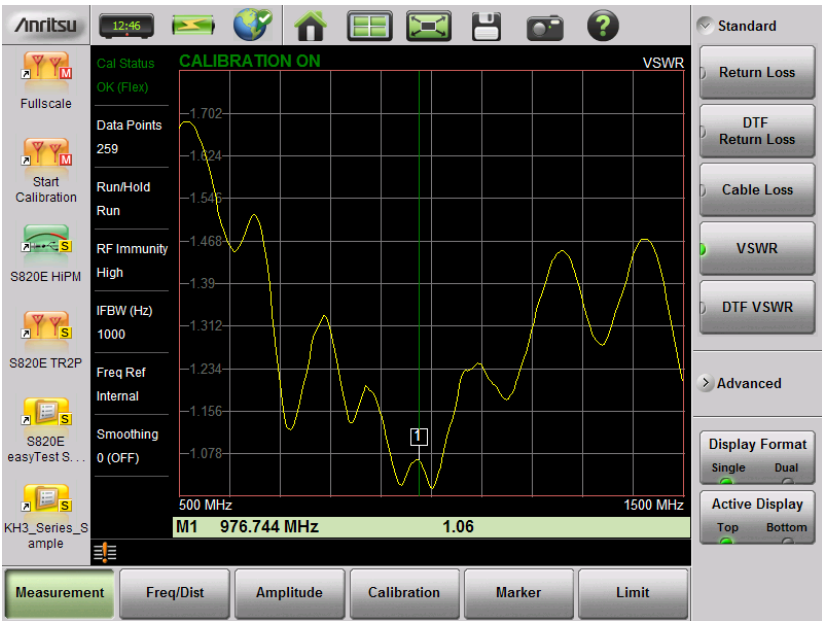 Anritsu
12:46
?
Fullscale
Start
Calibration
S820E HiPM
S820E TR2P
S820E
easyTest S. . .
KH3_Series_S
ample
M
M
S
S
S
S
Cal Status
OK (Flex)
Data Points
259
Run/Hold
Run
RF Immunity
High
IFBW (Hz)
1000
Freq Ref
Internal
Smoothing
0 (OFF)
CALIBRATION ON
VSWR
1.702
1.624
1.546
1.468
1.39
1.312
1.234
1.156
1.078
1
500 MHz
1500 MHz
M1 976.744 MHz 1.06
Standard
Return Loss
DTF
Return Loss
Cable Loss
VSWR
DTF VSWR
Advanced
Display Format
Single Dual
Active Display
Top Bottom
Measurement
Freq/Dist
Amplitude
Calibration
Marker
Limit